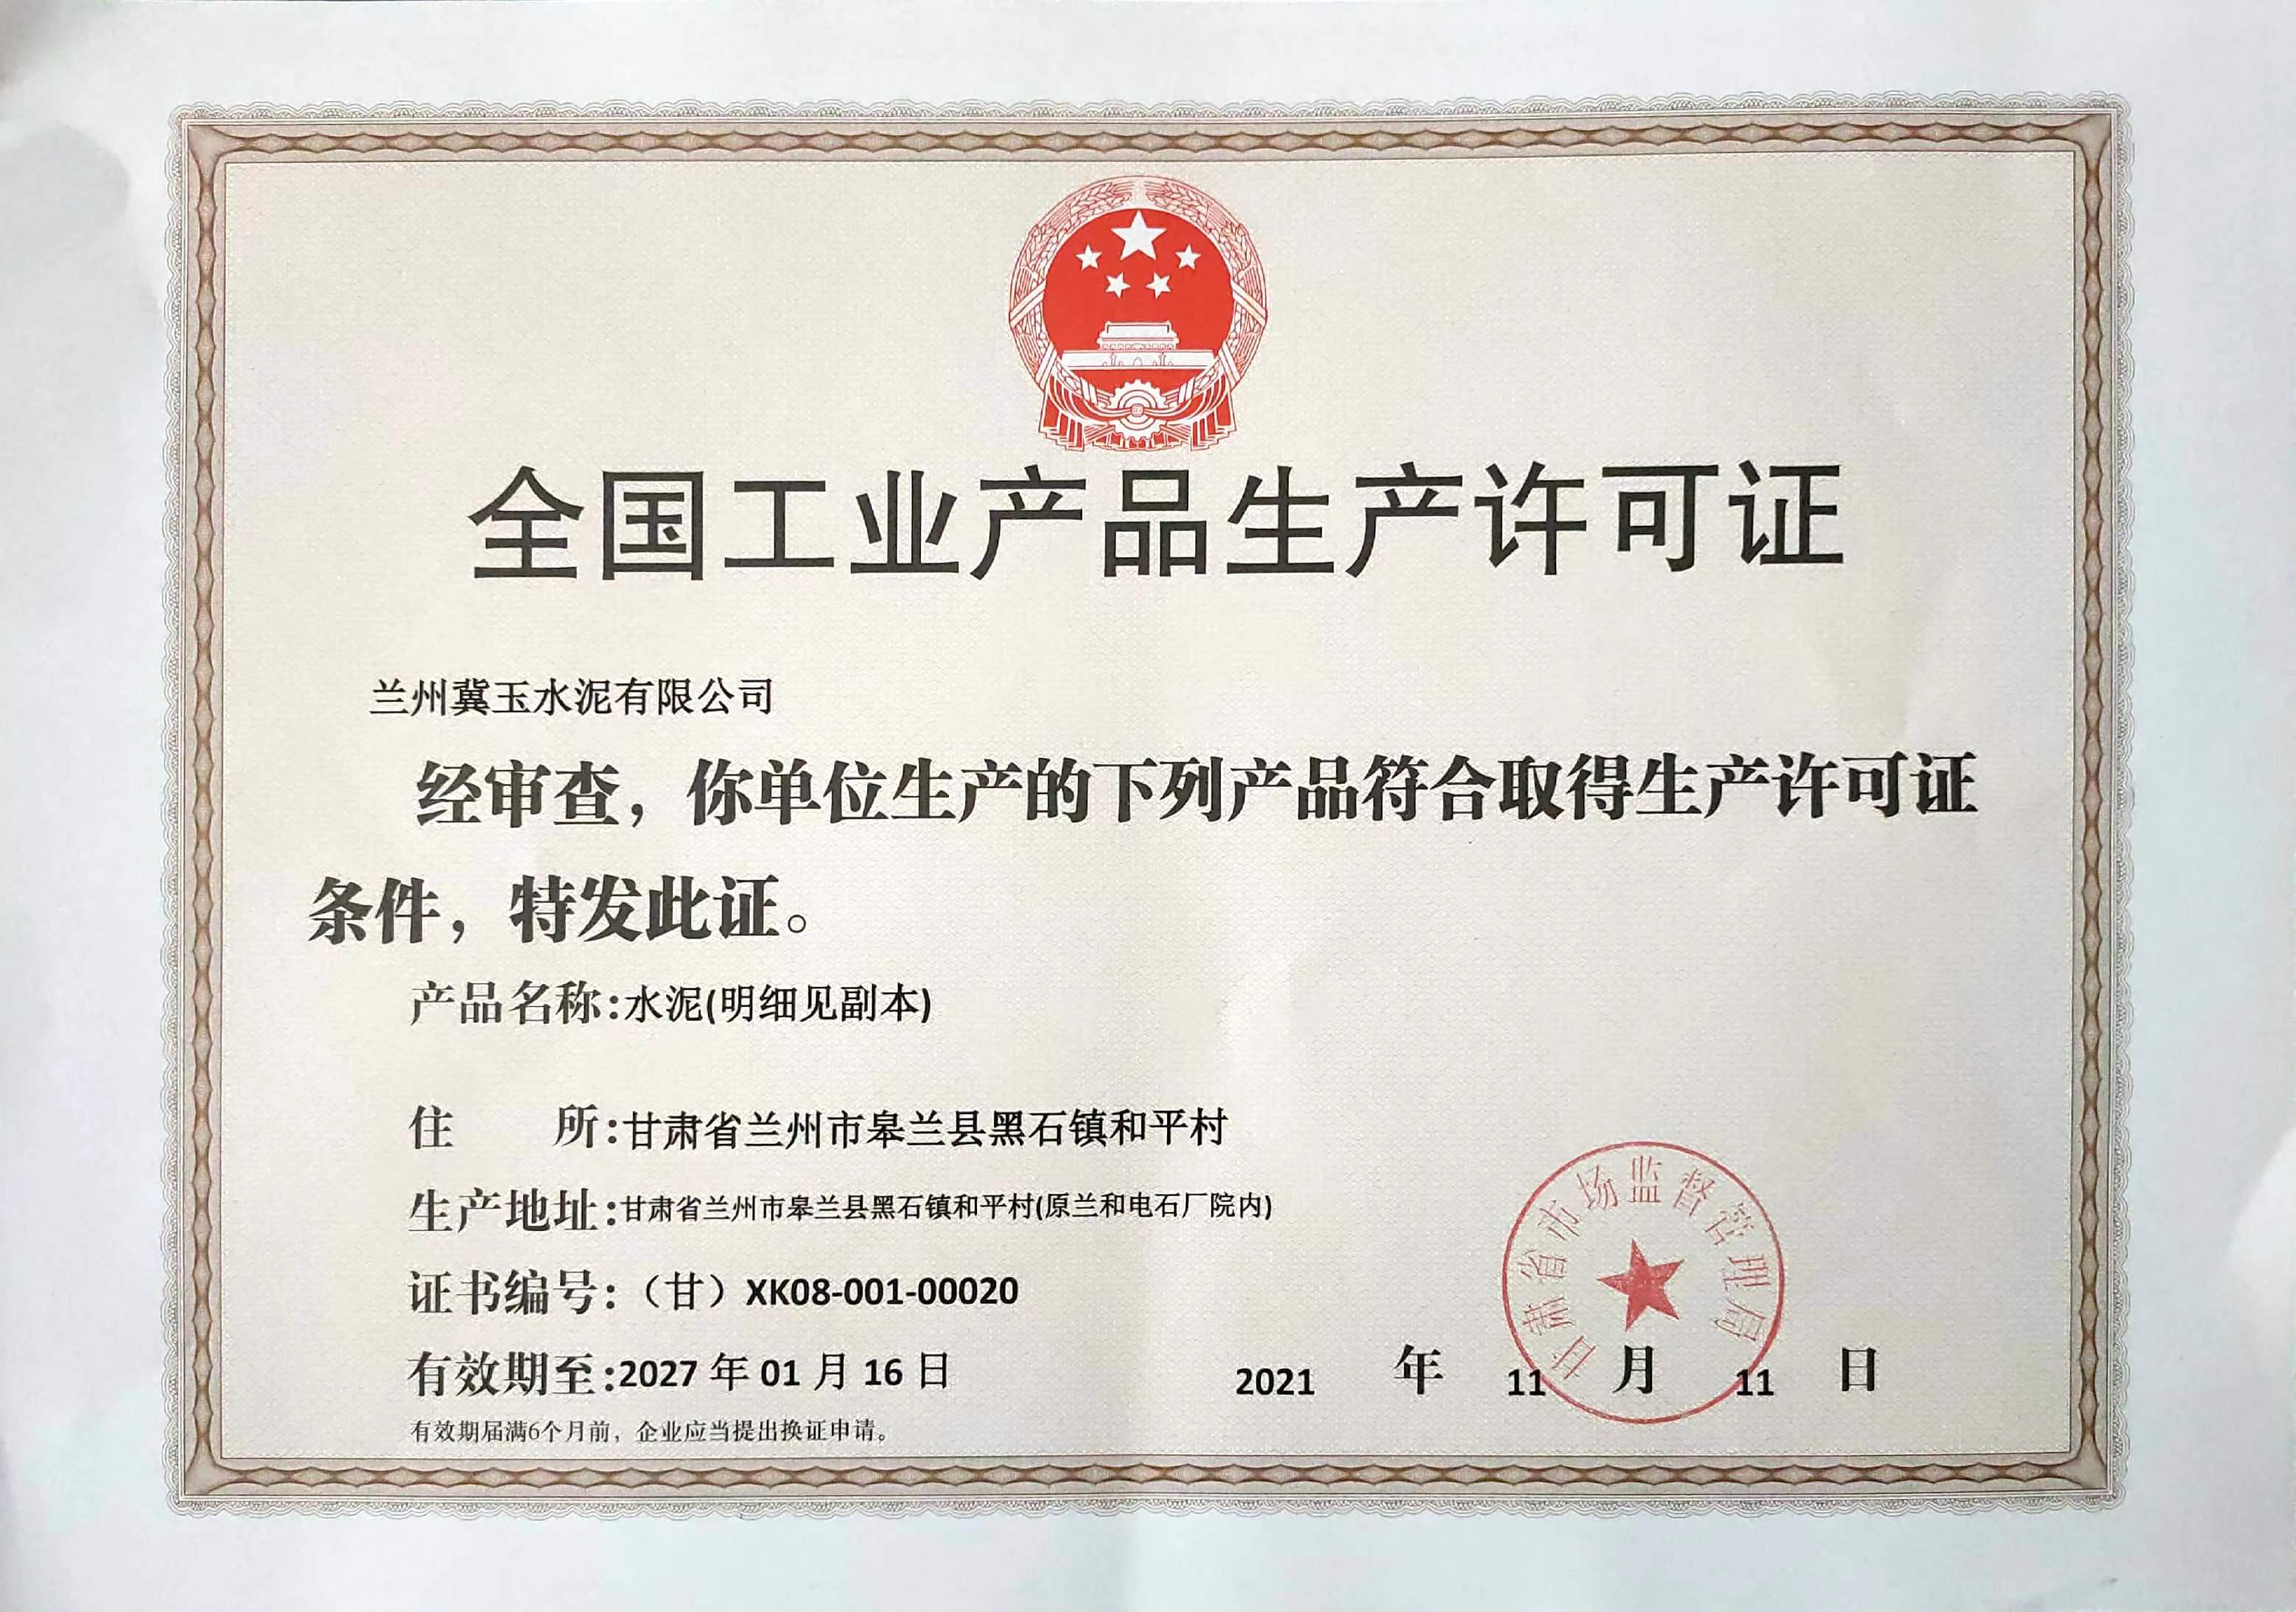 全国工业产品生产许可证
兰州冀玉水泥有限公司
经审查，你单位生产的下列产品符合取得生产许可证
条件，特发此证。
产品名称:水泥(明细见副本)
住 所:甘肃省兰州市皋兰县黑石镇和平村
生产地址:甘肃省兰州市皋兰县黑石镇和平村(原兰和电石厂院内)
证书编号:（甘）XK08-001-00020
有效期至:2027 年 01 月 16 日
2021 年 11 月 11 日
甘肃省市场监督管理局
有效期届满6个月前，企业应当提出换证申请。